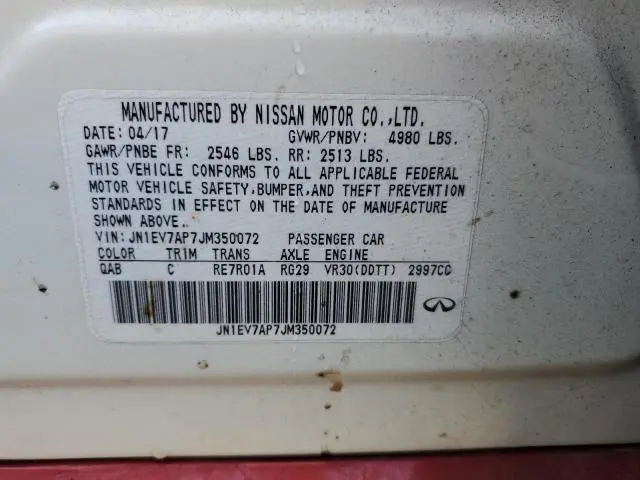 MANUFACTURED BY NISSAN MOTOR CO.,LTD.
DATE: 04/17 GVWR/PNBV: 4980 LBS.
GAWR/PNBE FR: 2546 LBS. RR: 2513 LBS.
THIS VEHICLE CONFORMS TO ALL APPLICABLE FEDERAL
MOTOR VEHICLE SAFETY,BUMPER,AND THEFT PREVENTION
STANDARDS IN EFFECT ON THE DATE OF MANUFACTURE
SHOWN ABOVE.
VIN:JN1EV7AP7JM350072 PASSENGER CAR
COLOR TRIM TRANS AXLE ENGINE
QAB C RE7R01A RG29 VR30(DDTT) 2997CC
JN1EV7AP7JM350072